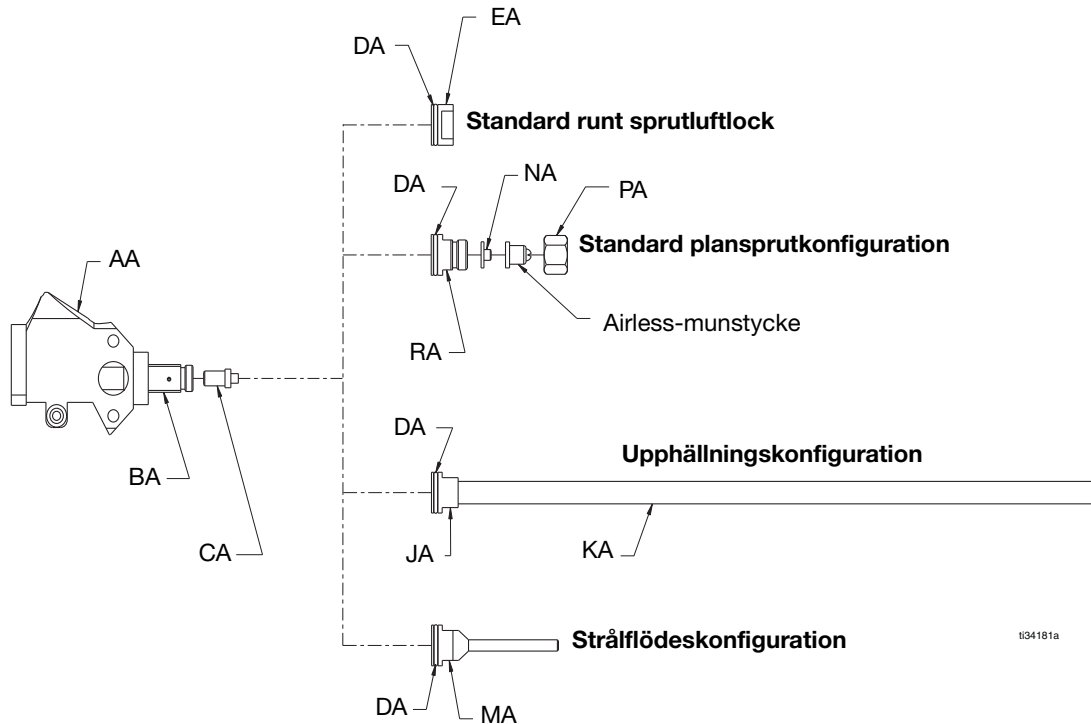 EA
DA
Standard runt sprutluftlock
NA
DA
PA
Standard plansprutkonfiguration
AA
Airless-munstycke
RA
DA
Upphällningskonfiguration
BA
CA
JA
KA
Strålflödeskonfiguration
ti34181a
DA
MA